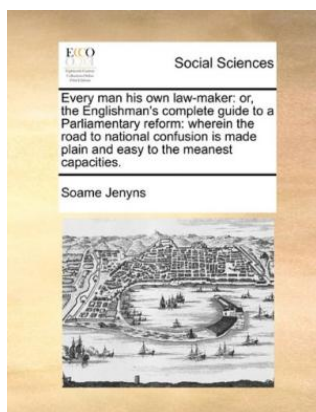 ECCO
Social Sciences
Every man his own law-maker: or,
the Englishman's complete guide to a
Parliamentary reform: wherein the
road to national confusion is made
plain and easy to the meanest
capacities.
Soame Jenyns